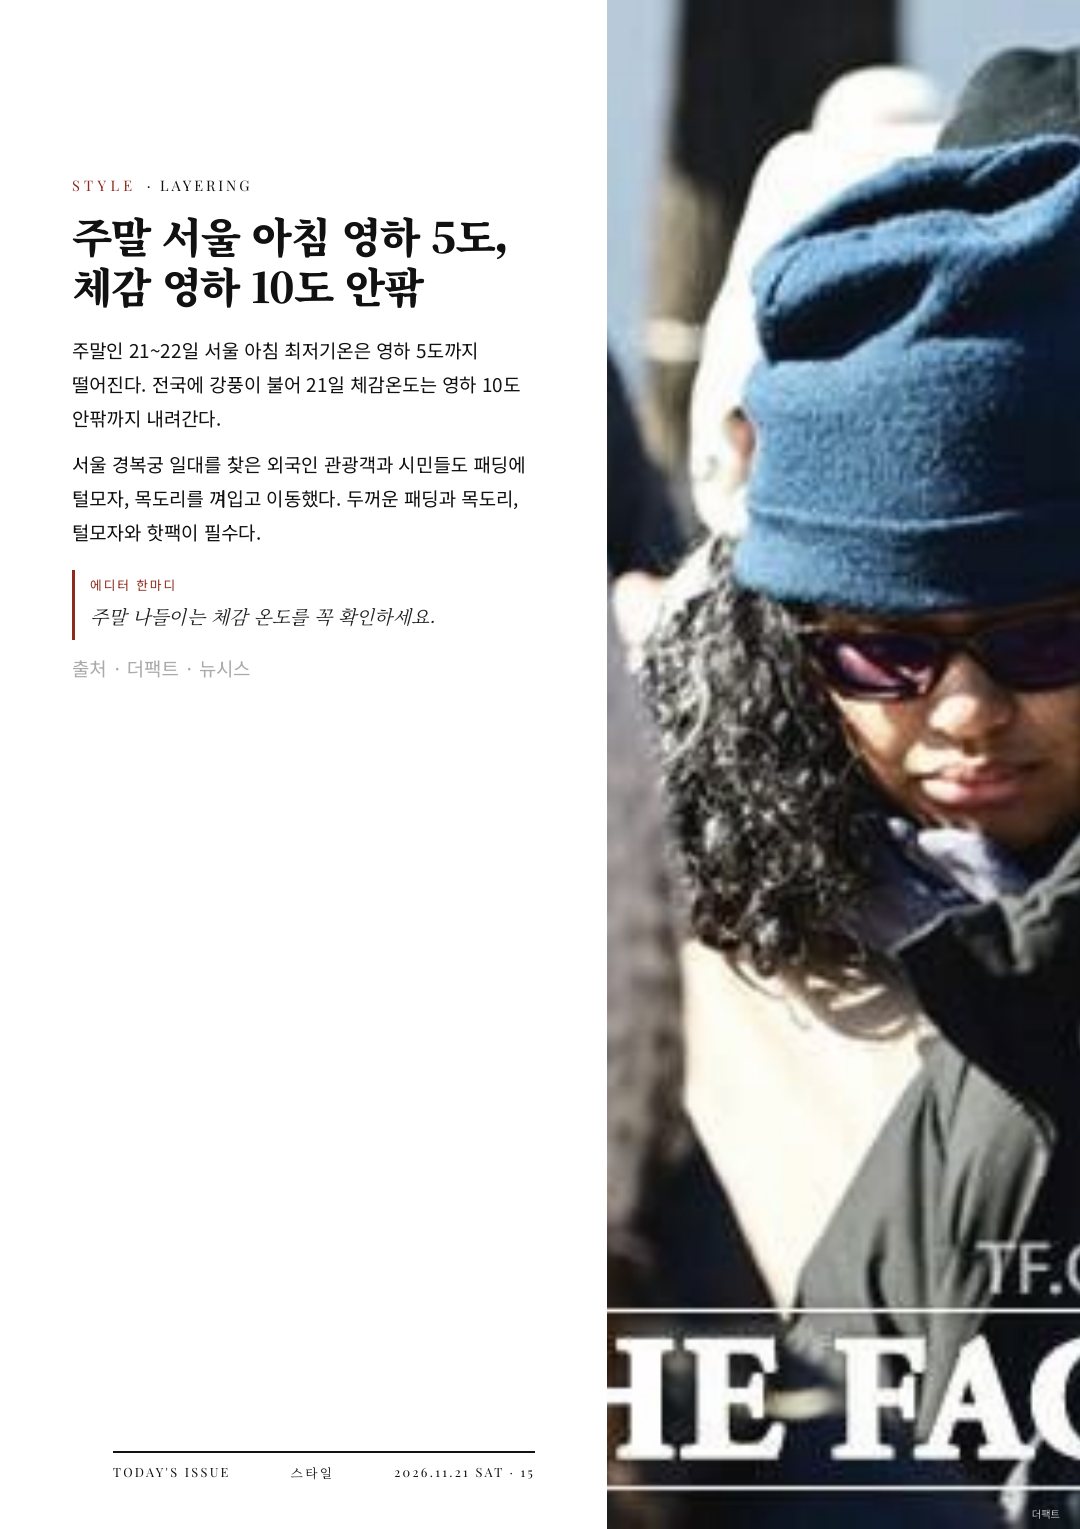 STYLE · LAYERING
주말 서울 아침 영하 5도,
체감 영하 10도 안팎
주말인 21~22일 서울 아침 최저기온은 영하 5도까지
떨어진다. 전국에 강풍이 불어 21일 체감온도는 영하 10도
안팎까지 내려간다.
서울 경복궁 일대를 찾은 외국인 관광객과 시민들도 패딩에
털모자, 목도리를 껴입고 이동했다. 두꺼운 패딩과 목도리,
털모자와 핫팩이 필수다.
에디터 한마디
주말 나들이는 체감 온도를 꼭 확인하세요.
출처 · 더팩트 · 뉴시스
TF.C
HE FAC
더팩트
TODAY'S ISSUE 스타일 2026.11.21 SAT · 15